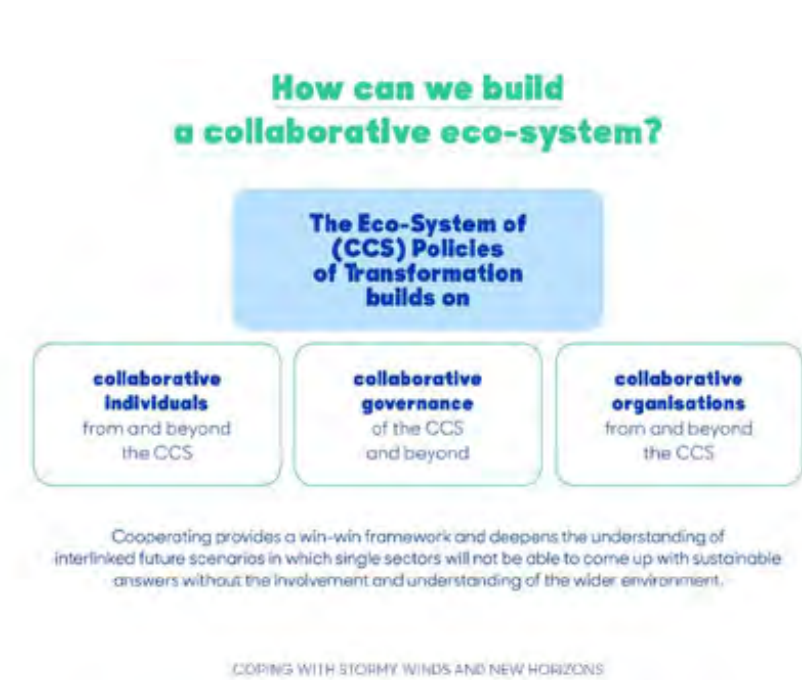 How can we build
a collaborative eco-system?
The Eco-System of
(CCS) Policies
of Transformation
builds on
collaborative
individuals
from and beyond
the CCS
collaborative
governance
of the CCS
and beyond
collaborative
organisations
from and beyond
the CCS
Cooperating provides a win-win framework and deepens the understanding of
interlinked future scenarios in which single sectors will not be able to come up with sustainable
answers without the involvement and understanding of the wider environment.
COPING WITH STORMY WINDS AND NEW HORIZONS